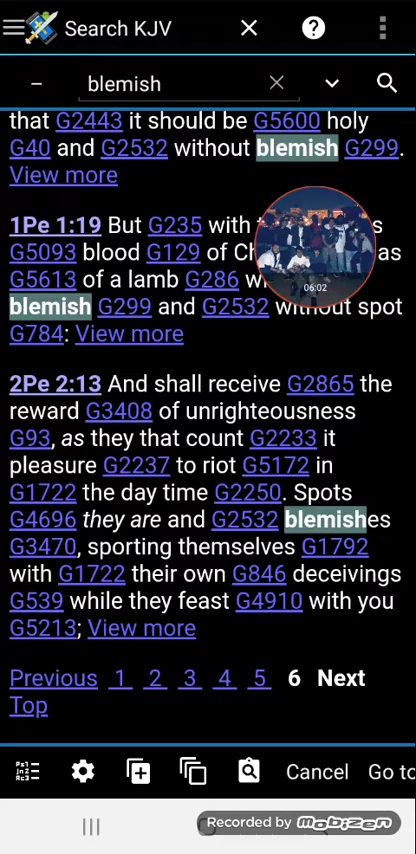 Search KJV
blemish
that G2443 it should be G5600 holy
G40 and G2532 without blemish G299.
View more
1Pe 1:19 But G235 with
G5093 blood G129 of as
G5613 of a lamb G286
blemish G299 and G2532 without spot
G784: View more
06:02
2Pe 2:13 And shall receive G2865 the
reward G3408 of unrighteousness
G93, as they that count G2233 it
pleasure G2237 to riot G5172 in
G1722 the day time G2250. Spots
G4696 they are and G2532 blemishes
G3470, sporting themselves G1792
with G1722 their own G846 deceivings
G539 while they feast G4910 with you
G5213; View more
Previous 1 2 3 4 5 6 Next
Top
Cancel Go to
Recorded by mobizen